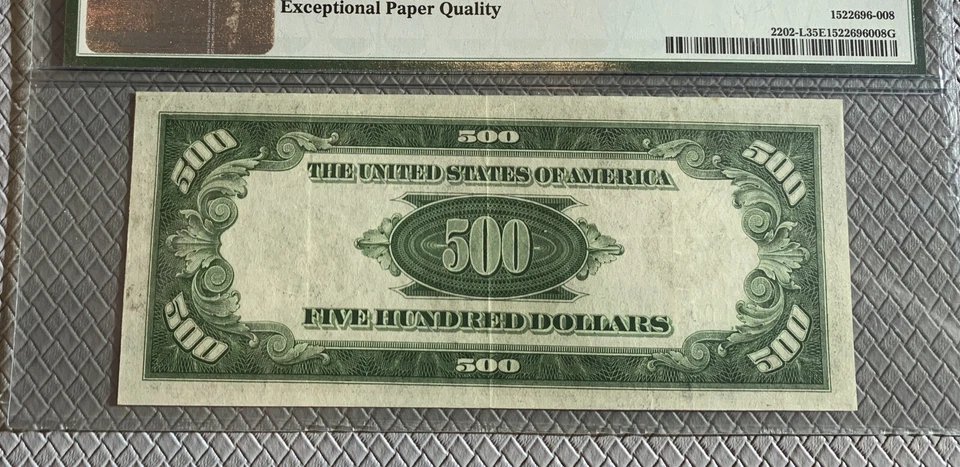 Exceptional Paper Quality
1522696-008
2202-L35E1522696008G
500
500
500
THE UNITED STATES OF AMERICA
500
FIVE HUNDRED DOLLARS
500
500
500